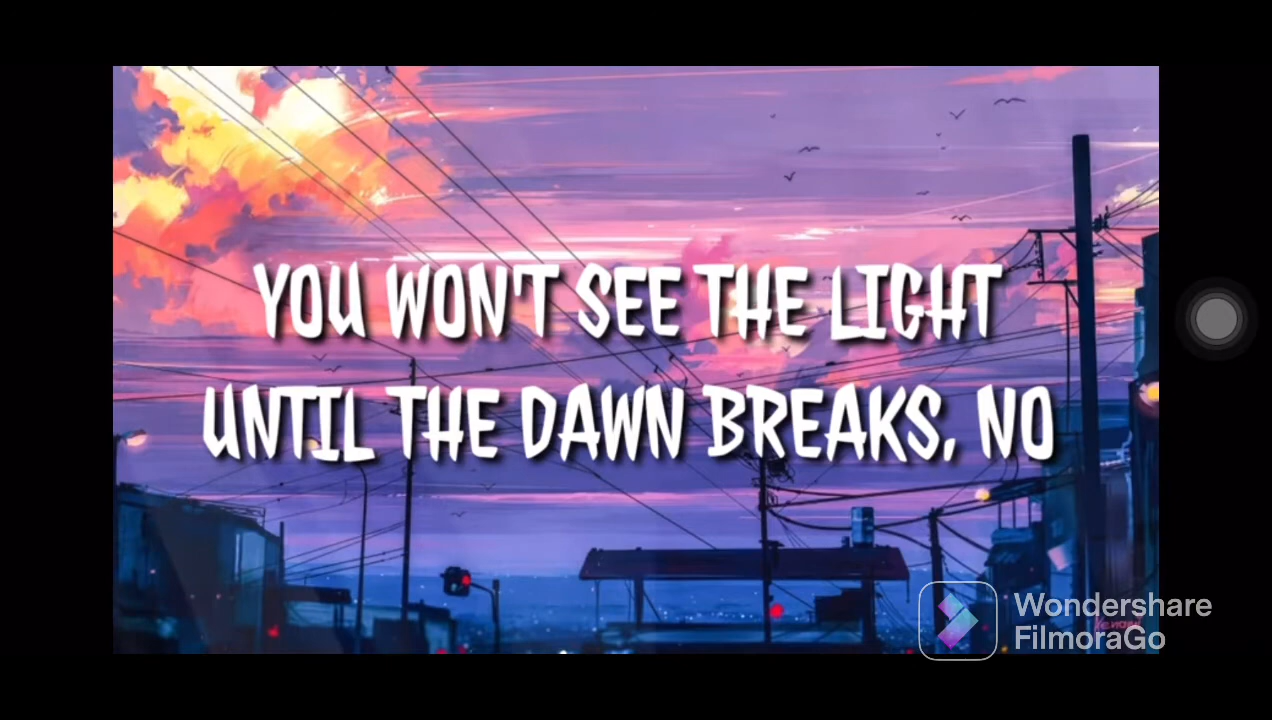 YOU WON'T SEE THE LIGHT
UNTIL THE DAWN BREAKS, NO
Wondershare
FilmoraGo